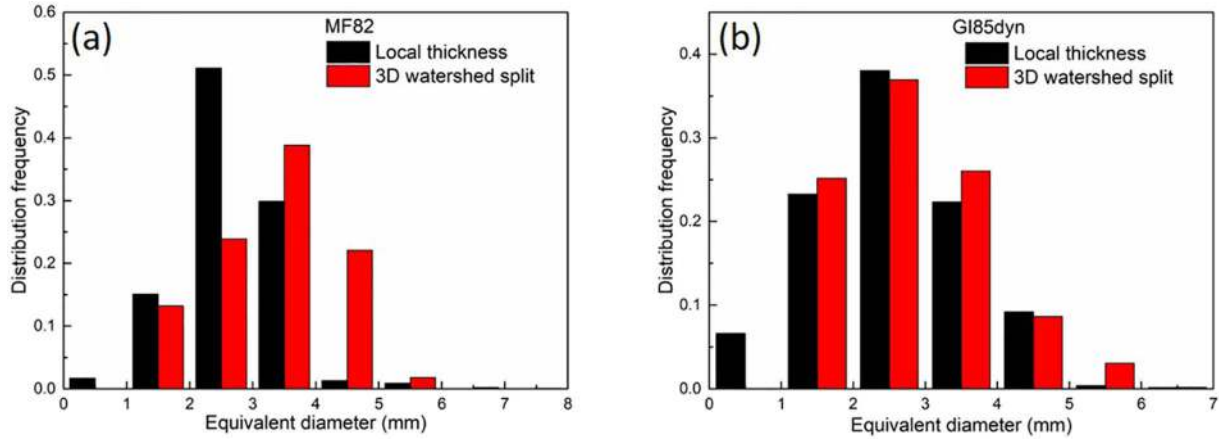 (a)
MF82
Local thickness
3D watershed split
Distribution frequency
0.6
0.5
0.4
0.3
0.2
0.1
0.0
0 1 2 3 4 5 6 7 8
Equivalent diameter (mm)
(b)
GI85dyn
Local thickness
3D watershed split
Distribution frequency
0.4
0.3
0.2
0.1
0.0
0 1 2 3 4 5 6 7
Equivalent diameter (mm)